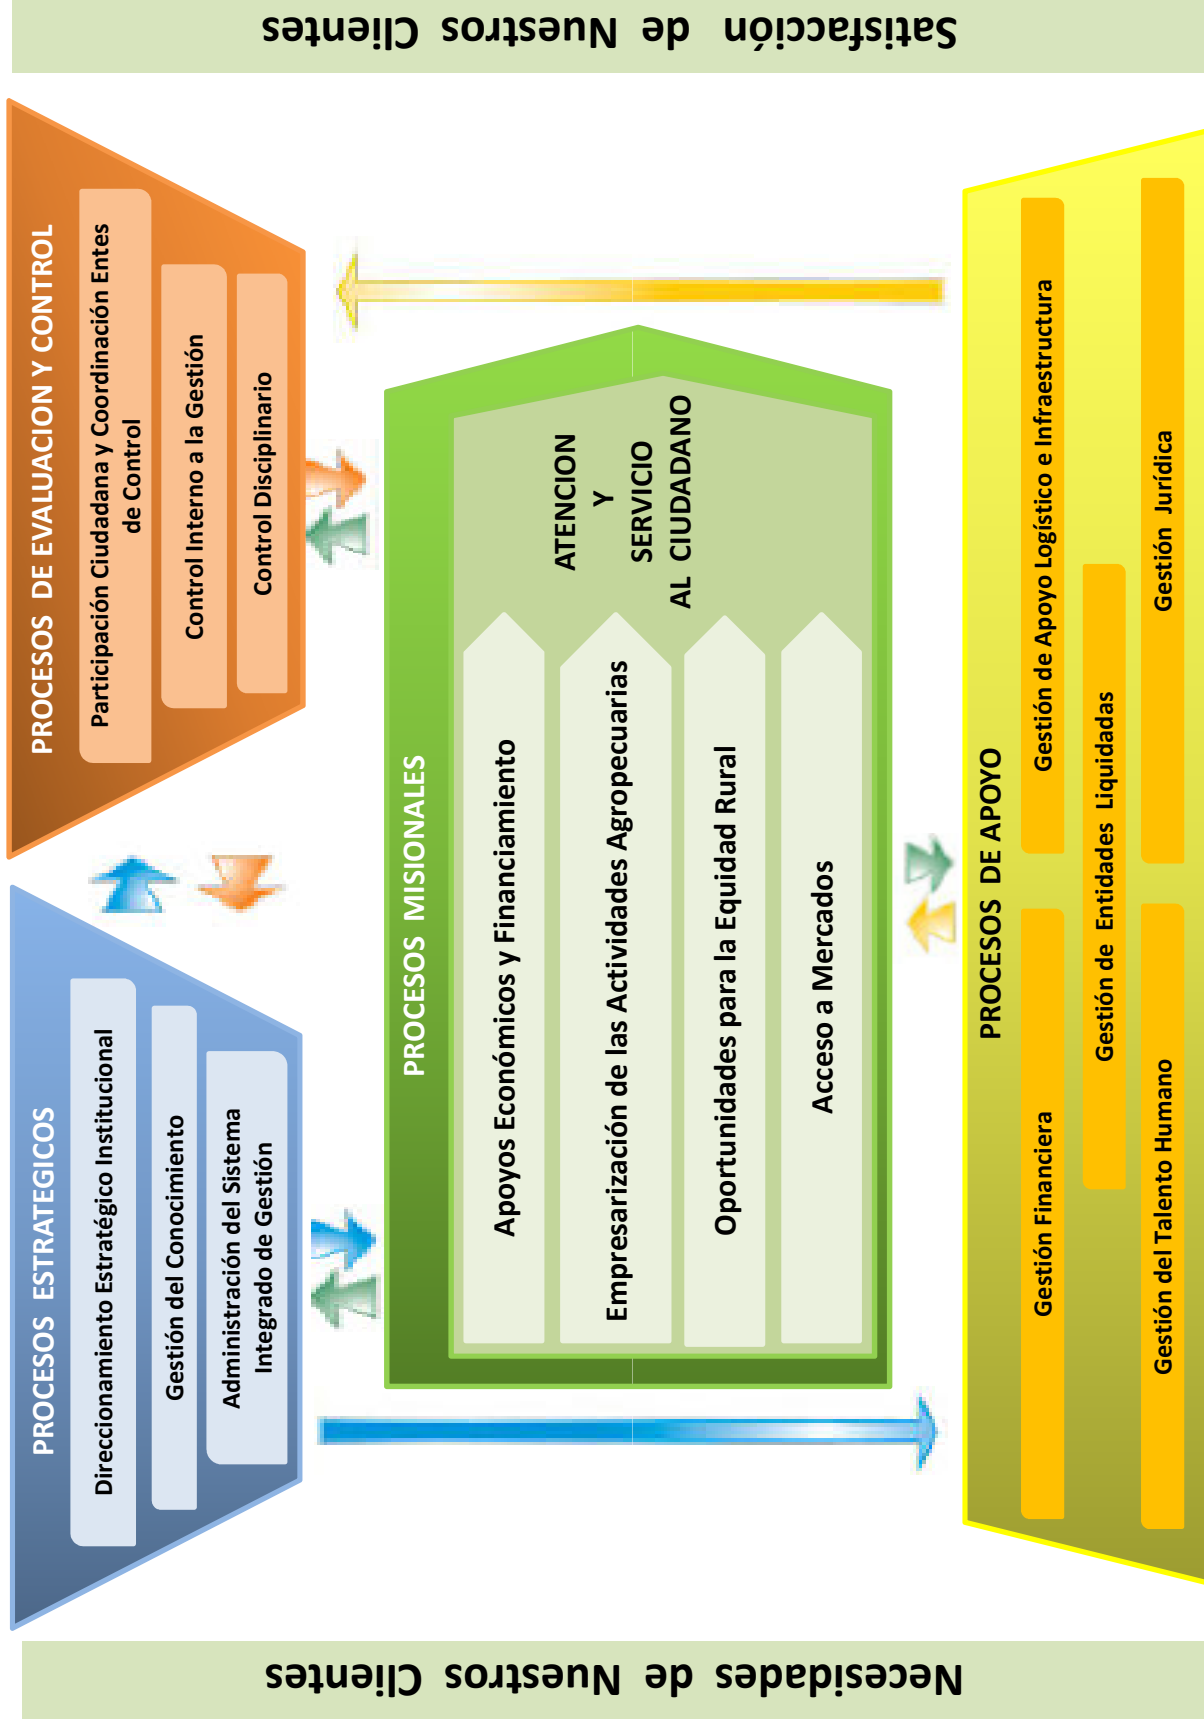 Necesidades de Nuestros Clientes
PROCESOS ESTRATEGICOS
Direccionamiento Estratégico Institucional
Gestión del Conocimiento
Administración del Sistema
Integrado de Gestión
PROCESOS DE EVALUACION Y CONTROL
Participación Ciudadana y Coordinación Entes
de Control
Control Interno a la Gestión
Control Disciplinario
PROCESOS MISIONALES
Apoyos Económicos y Financiamiento
Empresarización de las Actividades Agropecuarias
Oportunidades para la Equidad Rural
Acceso a Mercados
ATENCION
Y
SERVICIO
AL CIUDADANO
PROCESOS DE APOYO
Gestión Financiera
Gestión de Apoyo Logístico e Infraestructura
Gestión de Entidades Liquidadas
Gestión del Talento Humano
Gestión Jurídica
Satisfacción de Nuestros Clientes